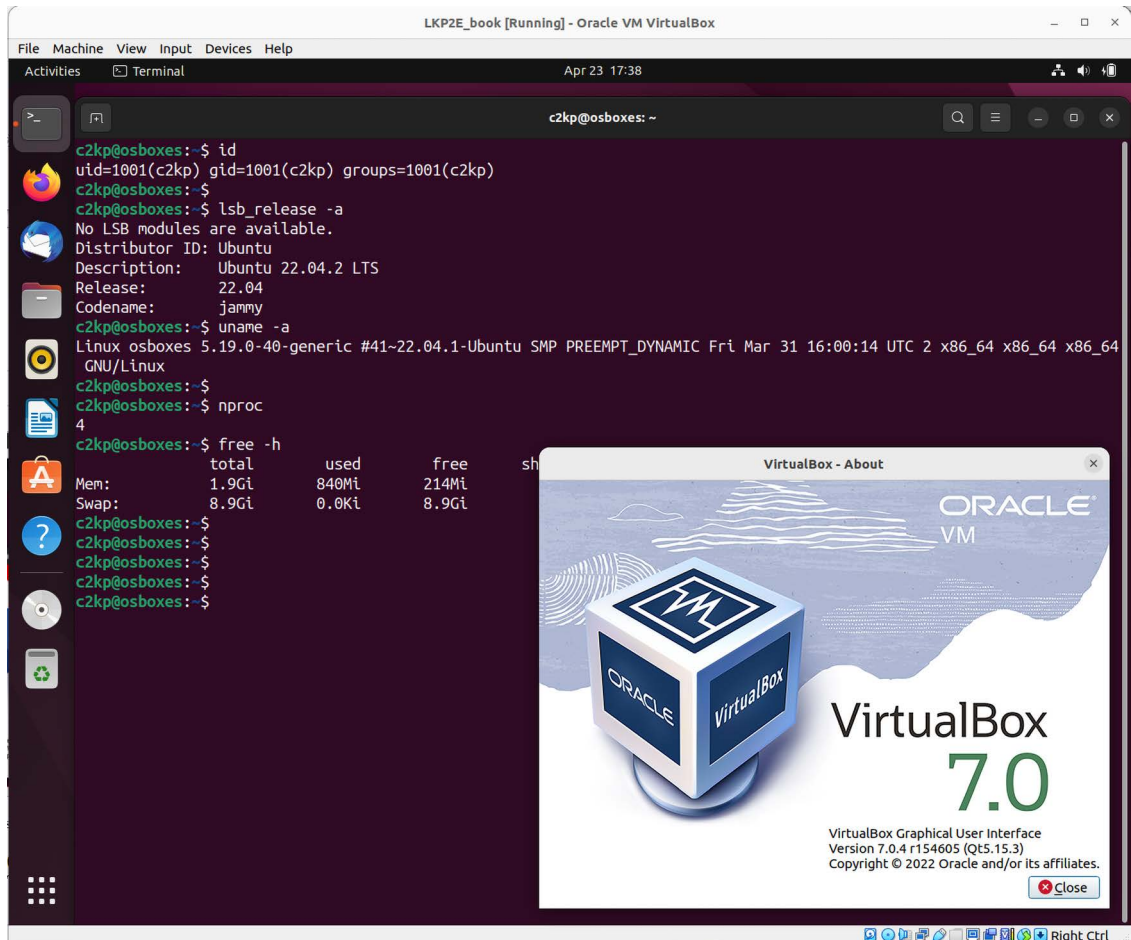 LKP2E_book [Running] - Oracle VM VirtualBox
File Machine View Input Devices Help
Activities Terminal Apr 23 17:38
c2kp@osboxes: ~
c2kp@osboxes:~$ id
uid=1001(c2kp) gid=1001(c2kp) groups=1001(c2kp)
c2kp@osboxes:~$
c2kp@osboxes:~$ lsb_release -a
No LSB modules are available.
Distributor ID: Ubuntu
Description: Ubuntu 22.04.2 LTS
Release: 22.04
Codename: jammy
c2kp@osboxes:~$ uname -a
Linux osboxes 5.19.0-40-generic #41~22.04.1-Ubuntu SMP PREEMPT_DYNAMIC Fri Mar 31 16:00:14 UTC 2 x86_64 x86_64 x86_64
GNU/Linux
c2kp@osboxes:~$
c2kp@osboxes:~$ nproc
4
c2kp@osboxes:~$ free -h
total used free sh
Mem: 1.9Gi 840Mi 214Mi
Swap: 8.9Gi 0.0Ki 8.9Gi
c2kp@osboxes:~$
c2kp@osboxes:~$
c2kp@osboxes:~$
c2kp@osboxes:~$
c2kp@osboxes:~$
VirtualBox - About
ORACLE
VM
ORACLE
VirtualBox
VirtualBox
7.0
VirtualBox Graphical User Interface
Version 7.0.4 r154605 (Qt5.15.3)
Copyright © 2022 Oracle and/or its affiliates.
Close
Right Ctrl